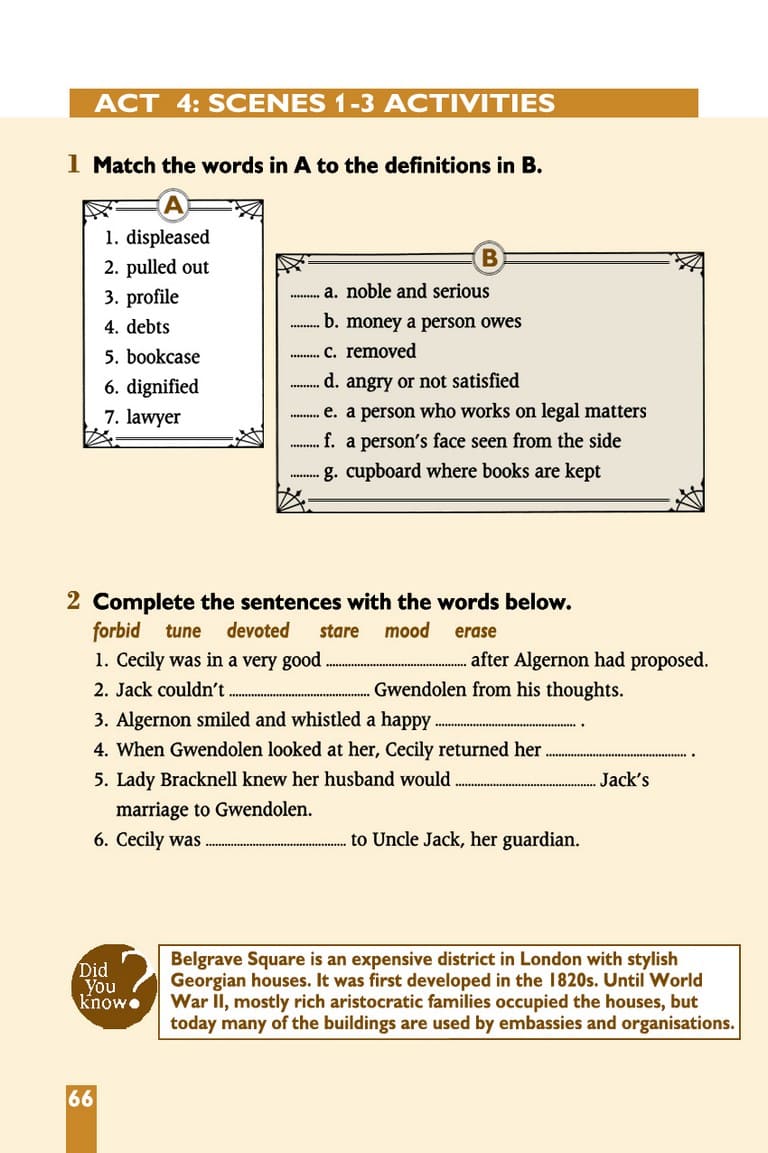 ACT 4: SCENES 1-3 ACTIVITIES
1 Match the words in A to the definitions in B.
A
1. displeased
2. pulled out
3. profile
4. debts
5. bookcase
6. dignified
7. lawyer
B
......... a. noble and serious
......... b. money a person owes
......... c. removed
......... d. angry or not satisfied
......... e. a person who works on legal matters
......... f. a person's face seen from the side
......... g. cupboard where books are kept
2 Complete the sentences with the words below.
forbid tune devoted stare mood erase
1. Cecily was in a very good ............................................. after Algernon had proposed.
2. Jack couldn't ............................................. Gwendolen from his thoughts.
3. Algernon smiled and whistled a happy ............................................. .
4. When Gwendolen looked at her, Cecily returned her ............................................. .
5. Lady Bracknell knew her husband would ............................................. Jack's
marriage to Gwendolen.
6. Cecily was ............................................. to Uncle Jack, her guardian.
Did
you
know?
Belgrave Square is an expensive district in London with stylish
Georgian houses. It was first developed in the 1820s. Until World
War II, mostly rich aristocratic families occupied the houses, but
today many of the buildings are used by embassies and organisations.
66